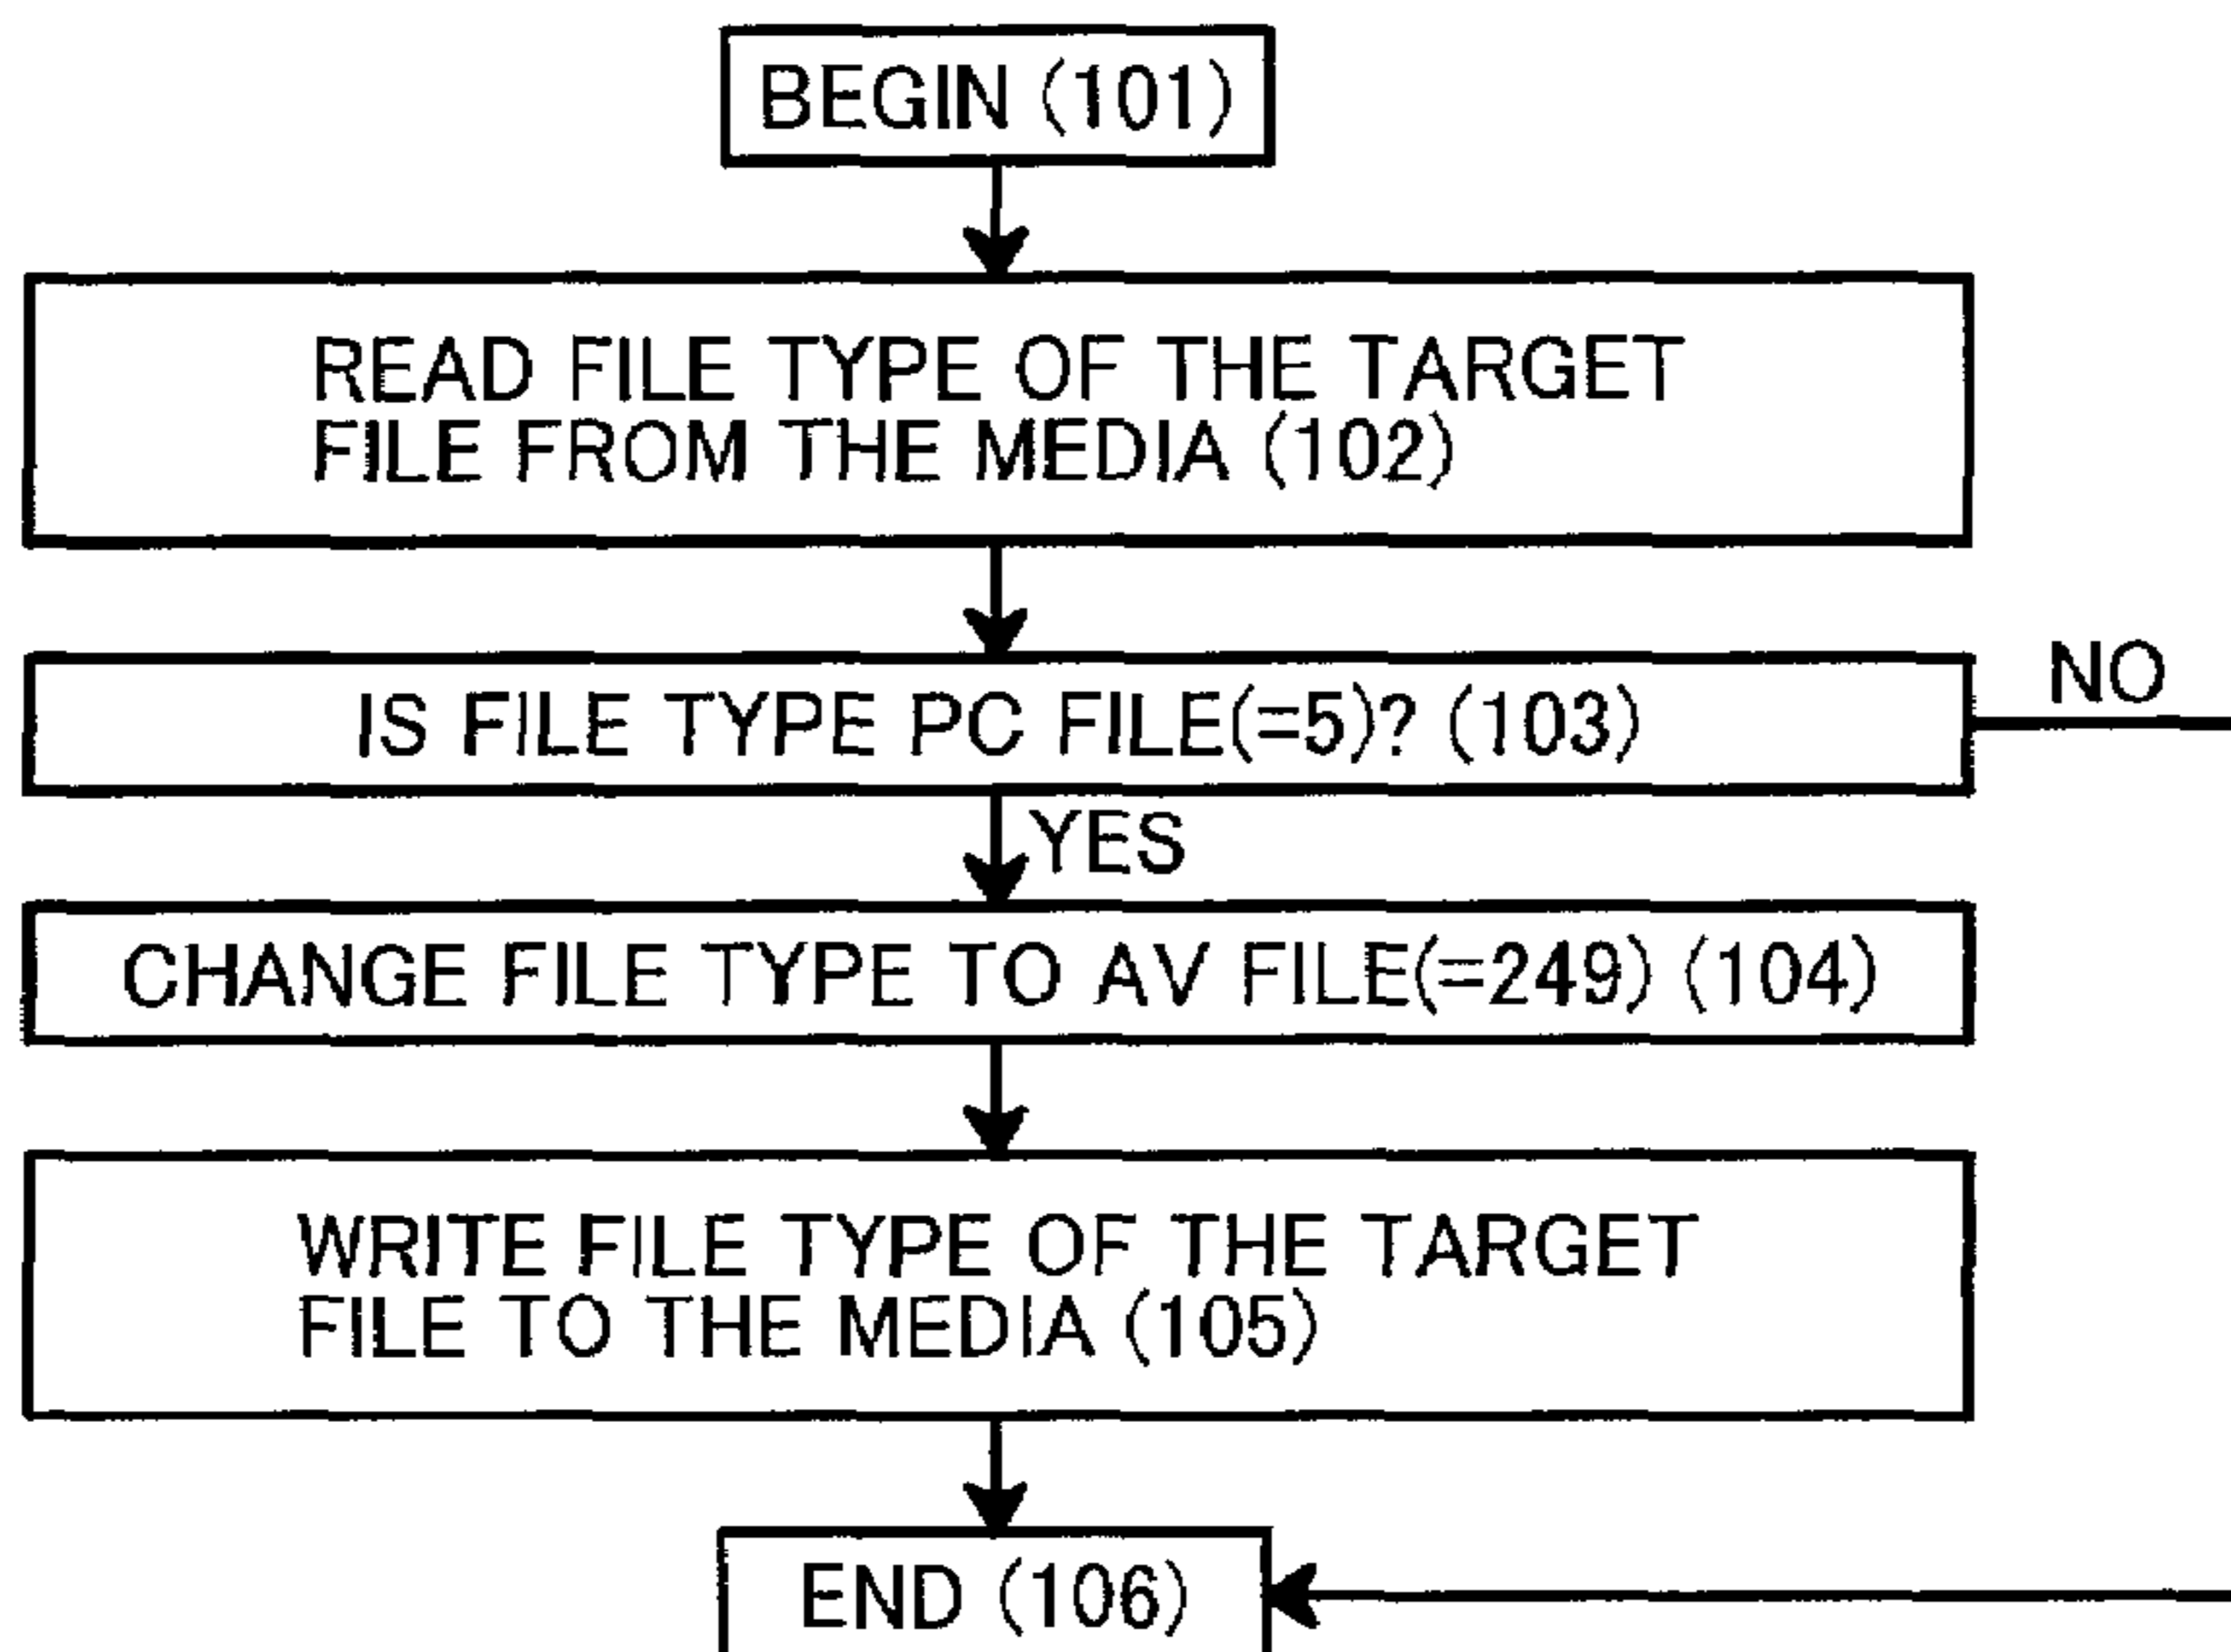 BEGIN (101)
READ FILE TYPE OF THE TARGET
FILE FROM THE MEDIA (102)
IS FILE TYPE PC FILE(=5)? (103)
NO
YES
CHANGE FILE TYPE TO AV FILE(=249) (104)
WRITE FILE TYPE OF THE TARGET
FILE TO THE MEDIA (105)
END (106)